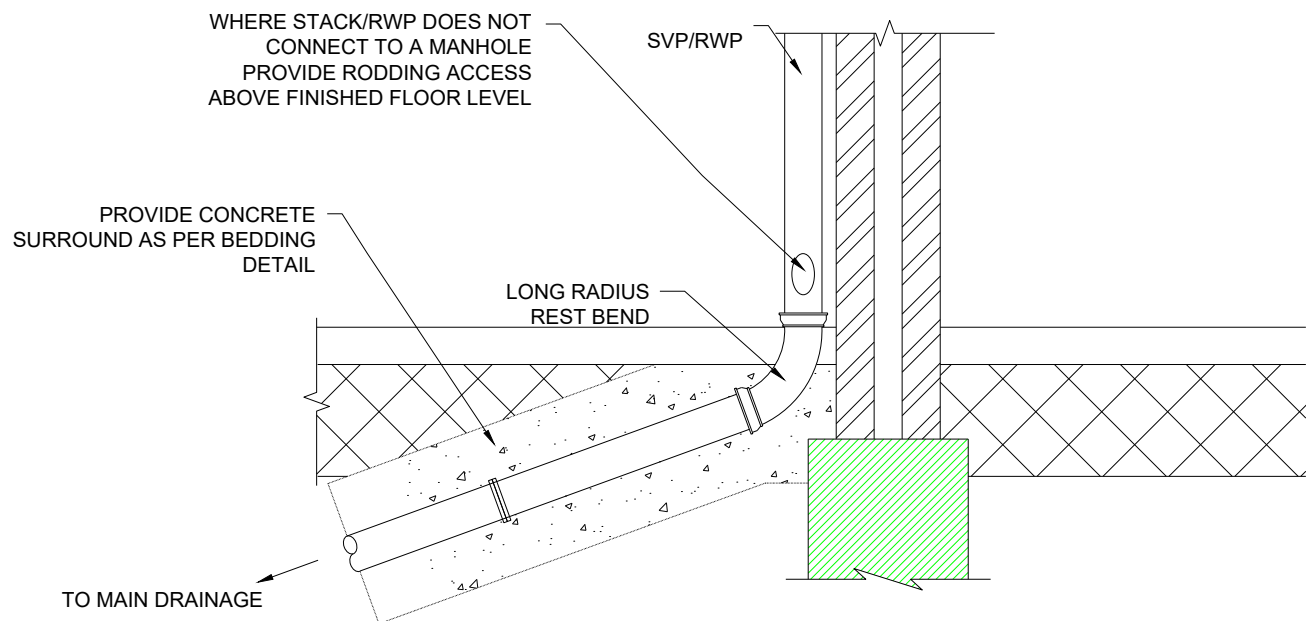 WHERE STACK/RWP DOES NOT
CONNECT TO A MANHOLE
PROVIDE RODDING ACCESS
ABOVE FINISHED FLOOR LEVEL
SVP/RWP
PROVIDE CONCRETE
SURROUND AS PER BEDDING
DETAIL
LONG RADIUS
REST BEND
TO MAIN DRAINAGE